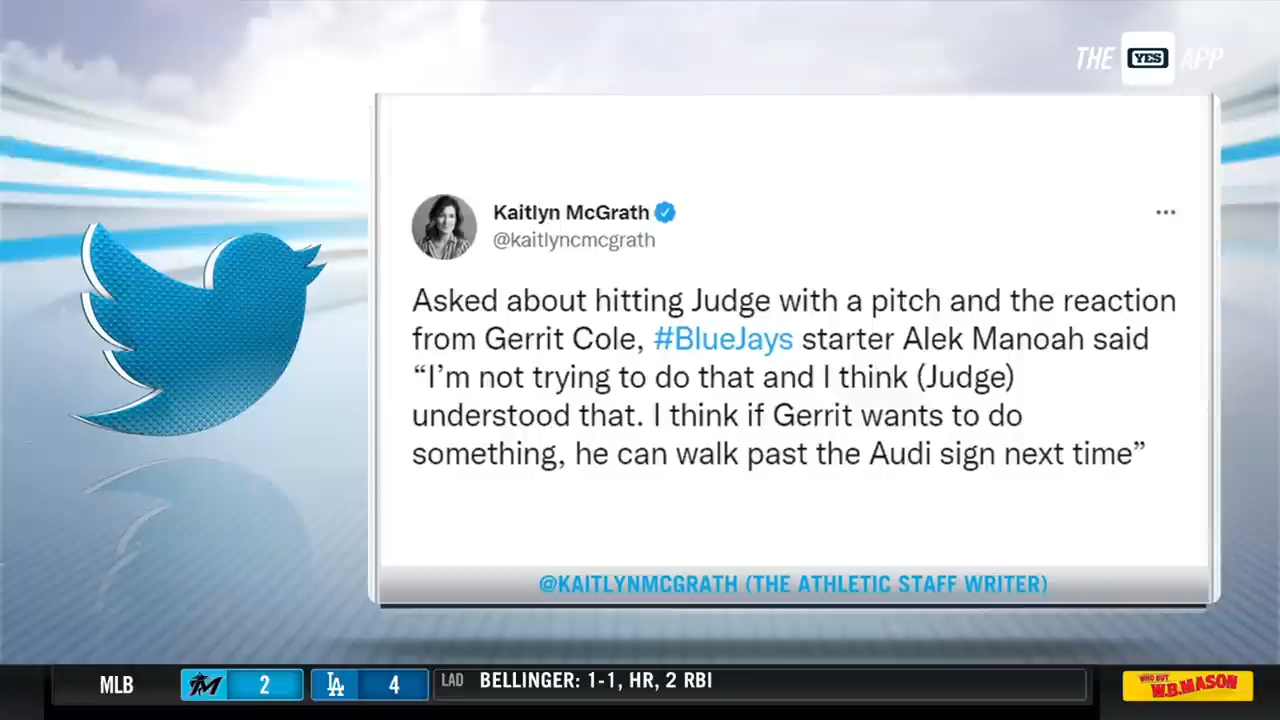 THE YES APP
Kaitlyn McGrath
@kaitlyncmcgrath
Asked about hitting Judge with a pitch and the reaction
from Gerrit Cole, #BlueJays starter Alek Manoah said
“I’m not trying to do that and I think (Judge)
understood that. I think if Gerrit wants to do
something, he can walk past the Audi sign next time”
@KAITLYNMCGRATH (THE ATHLETIC STAFF WRITER)
MLB M 2 LA 4 LAD BELLINGER: 1-1, HR, 2 RBI
WHO BUT
W.B.MASON